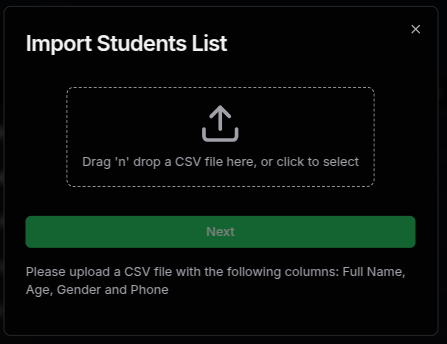 Import Students List
Drag 'n' drop a CSV file here, or click to select
Next
Please upload a CSV file with the following columns: Full Name,
Age, Gender and Phone